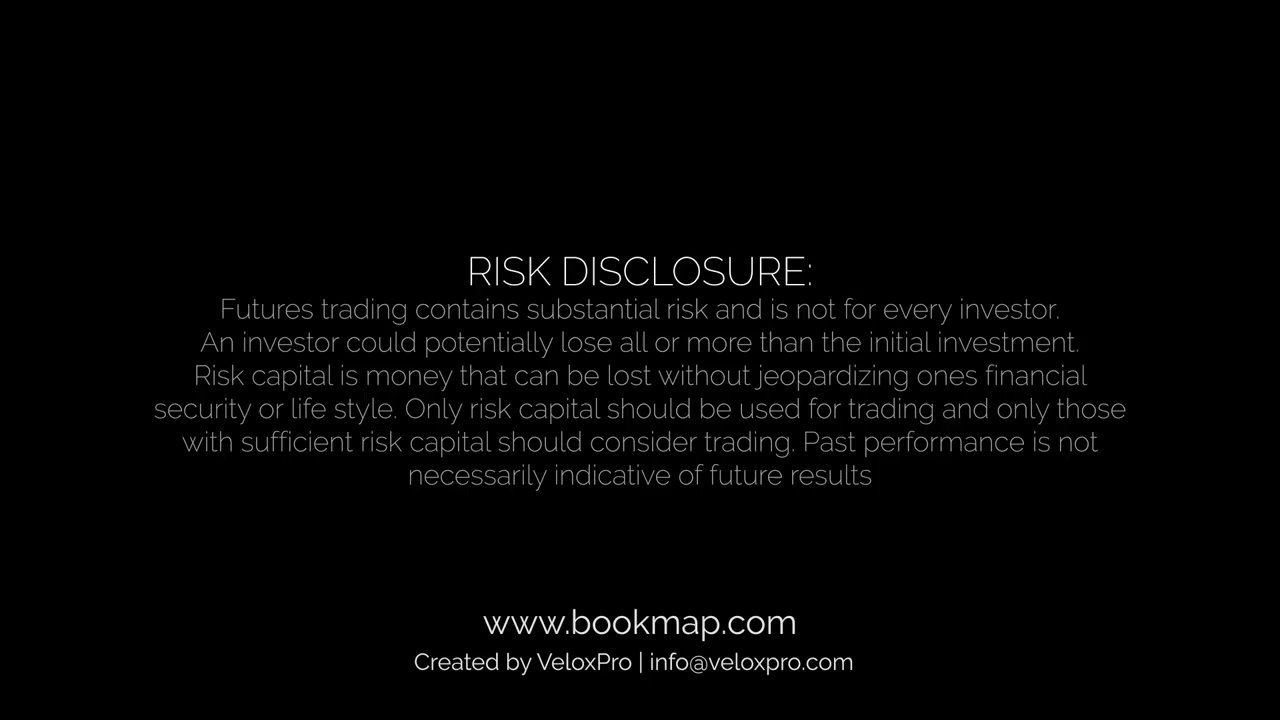 RISK DISCLOSURE:
Futures trading contains substantial risk and is not for every investor.
An investor could potentially lose all or more than the initial investment.
Risk capital is money that can be lost without jeopardizing ones financial
security or life style. Only risk capital should be used for trading and only those
with sufficient risk capital should consider trading. Past performance is not
necessarily indicative of future results
www.bookmap.com
Created by VeloxPro | info@veloxpro.com